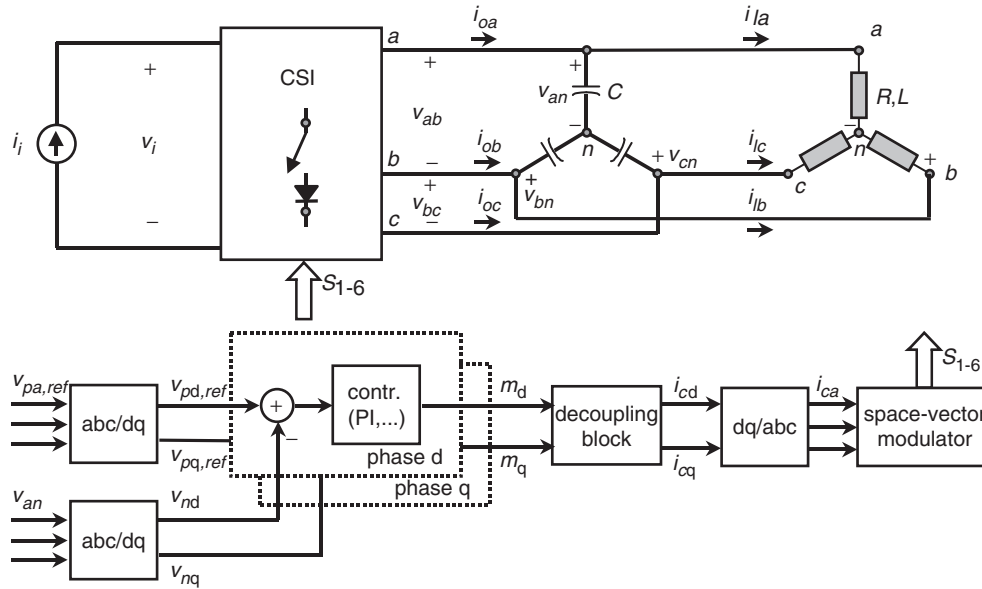 i_oa
i_la
a
a
+
+
+
CSI
v_an
C
R,L
v_ab
−
−
i_i
v_i
b
−
i_ob
n
+
v_cn
i_lc
n
+
b
+
+
v_bn
c
v_bc
i_oc
−
c
−
i_lb
S_1-6
v_pa,ref
v_pd,ref
contr.
(PI,...)
m_d
i_cd
i_ca
S_1-6
abc/dq
+
−
decoupling
block
dq/abc
space-vector
modulator
v_pq,ref
phase d
m_q
i_cq
phase q
v_an
v_nd
abc/dq
v_nq